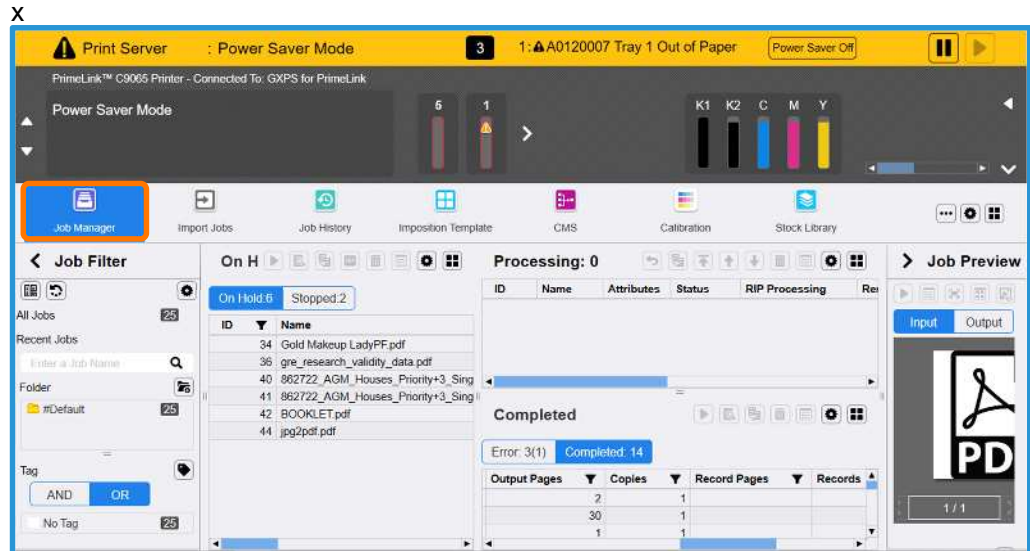 x
Print Server : Power Saver Mode 3 1: A0120007 Tray 1 Out of Paper Power Saver Off
PrimeLink™ C9065 Printer - Connected To: GXPS for PrimeLink
Power Saver Mode
5 1 K1 K2 C M Y
Job Manager Import Jobs Job History Imposition Template CMS Calibration Stock Library
Job Filter
All Jobs 25
Recent Jobs
Enter a Job Name
Folder
#Default 25
Tag
AND OR
No Tag 25
On H
On Hold:6 Stopped:2
ID Name
34 Gold Makeup LadyPF.pdf
36 gre_research_validity_data.pdf
40 862722_AGM_Houses_Priority+3_Sing
41 862722_AGM_Houses_Priority+3_Sing
42 BOOKLET.pdf
44 jpg2pdf.pdf
Processing: 0
ID Name Attributes Status RIP Processing Re
Completed
Error: 3(1) Completed: 14
Output Pages Copies Record Pages Records
2 1
30 1
1 1
Job Preview
Input Output
PD
1 / 1